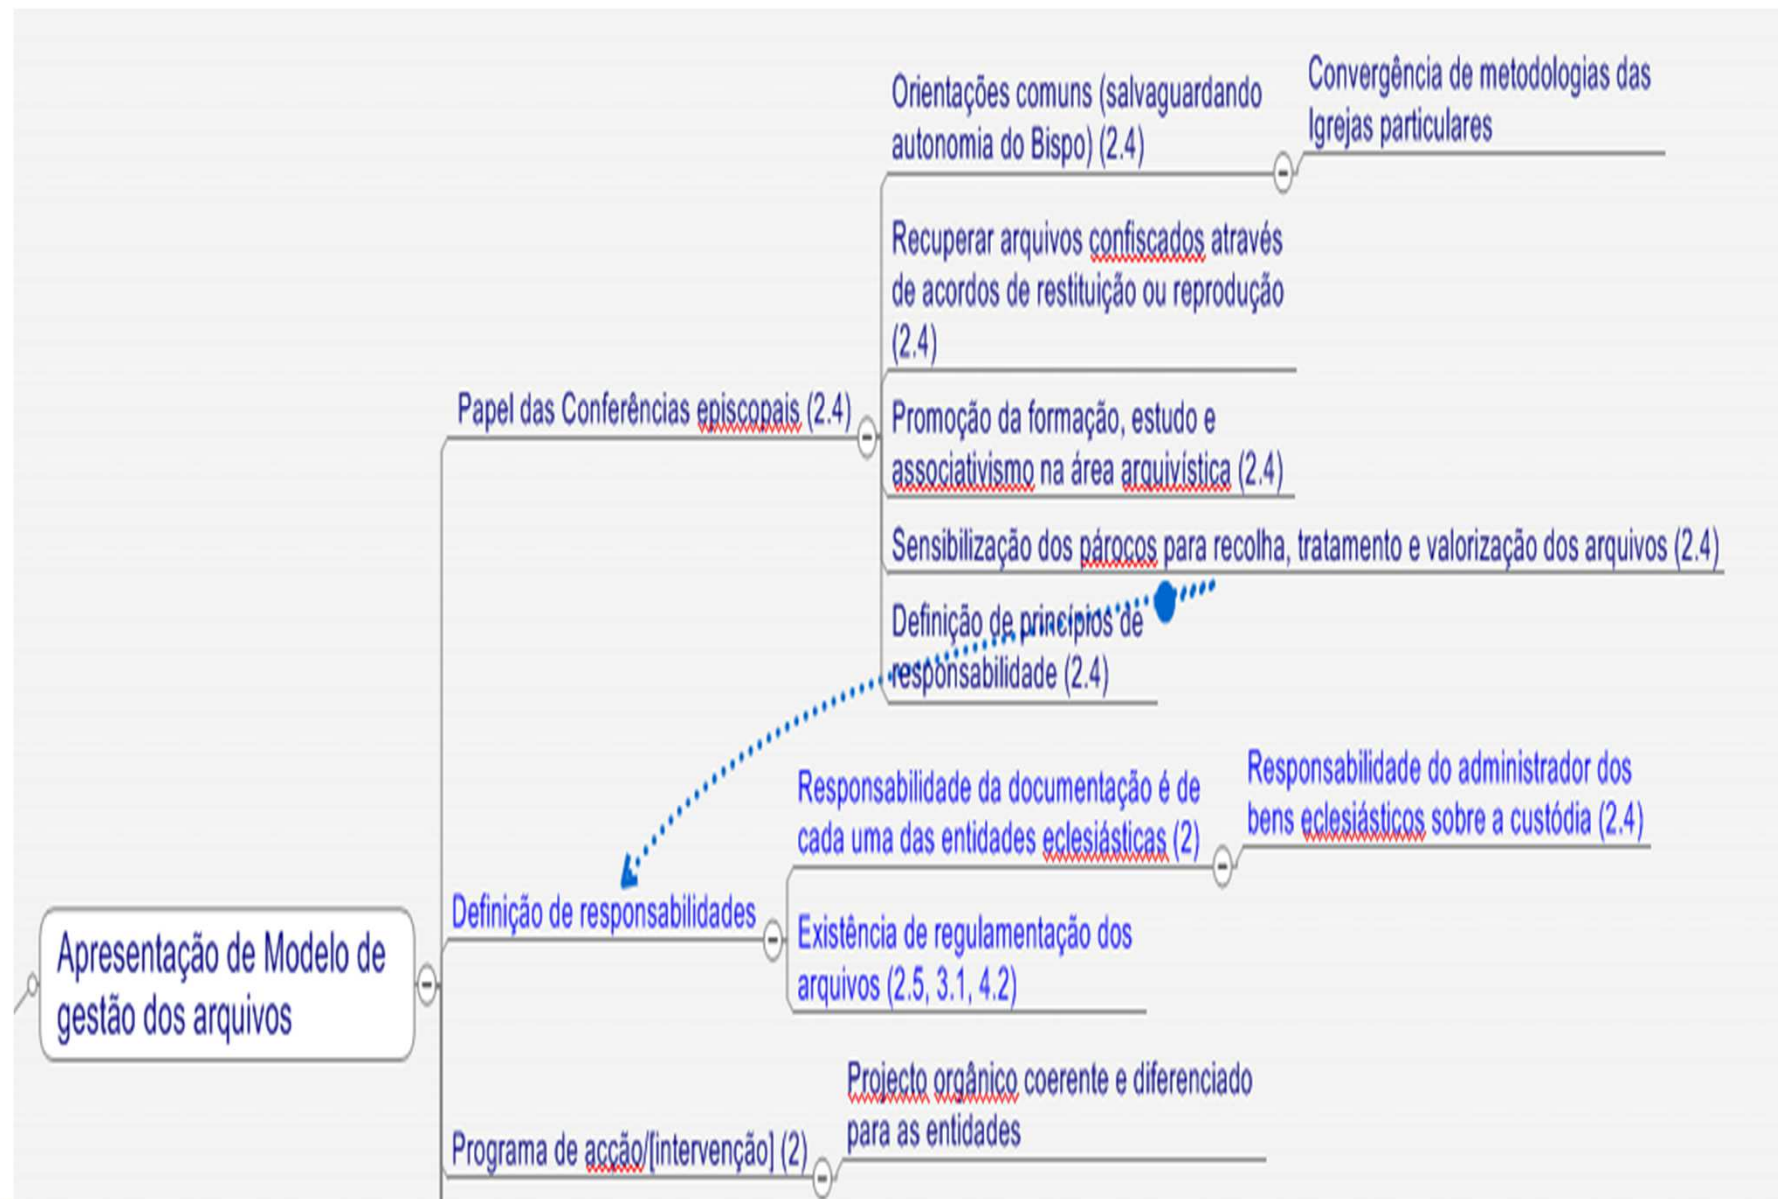 Orientações comuns (salvaguardando
autonomia do Bispo) (2.4)
Convergência de metodologias das
Igrejas particulares
Recuperar arquivos confiscados através
de acordos de restituição ou reprodução
(2.4)
Papel das Conferências episcopais (2.4)
Promoção da formação, estudo e
associativismo na área arquivística (2.4)
Sensibilização dos párocos para recolha, tratamento e valorização dos arquivos (2.4)
Definição de princípios de
responsabilidade (2.4)
Responsabilidade da documentação é de
cada uma das entidades eclesiásticas (2)
Responsabilidade do administrador dos
bens eclesiásticos sobre a custódia (2.4)
Definição de responsabilidades
Existência de regulamentação dos
arquivos (2.5, 3.1, 4.2)
Apresentação de Modelo de
gestão dos arquivos
Projecto orgânico coerente e diferenciado
para as entidades
Programa de acção/[intervenção] (2)